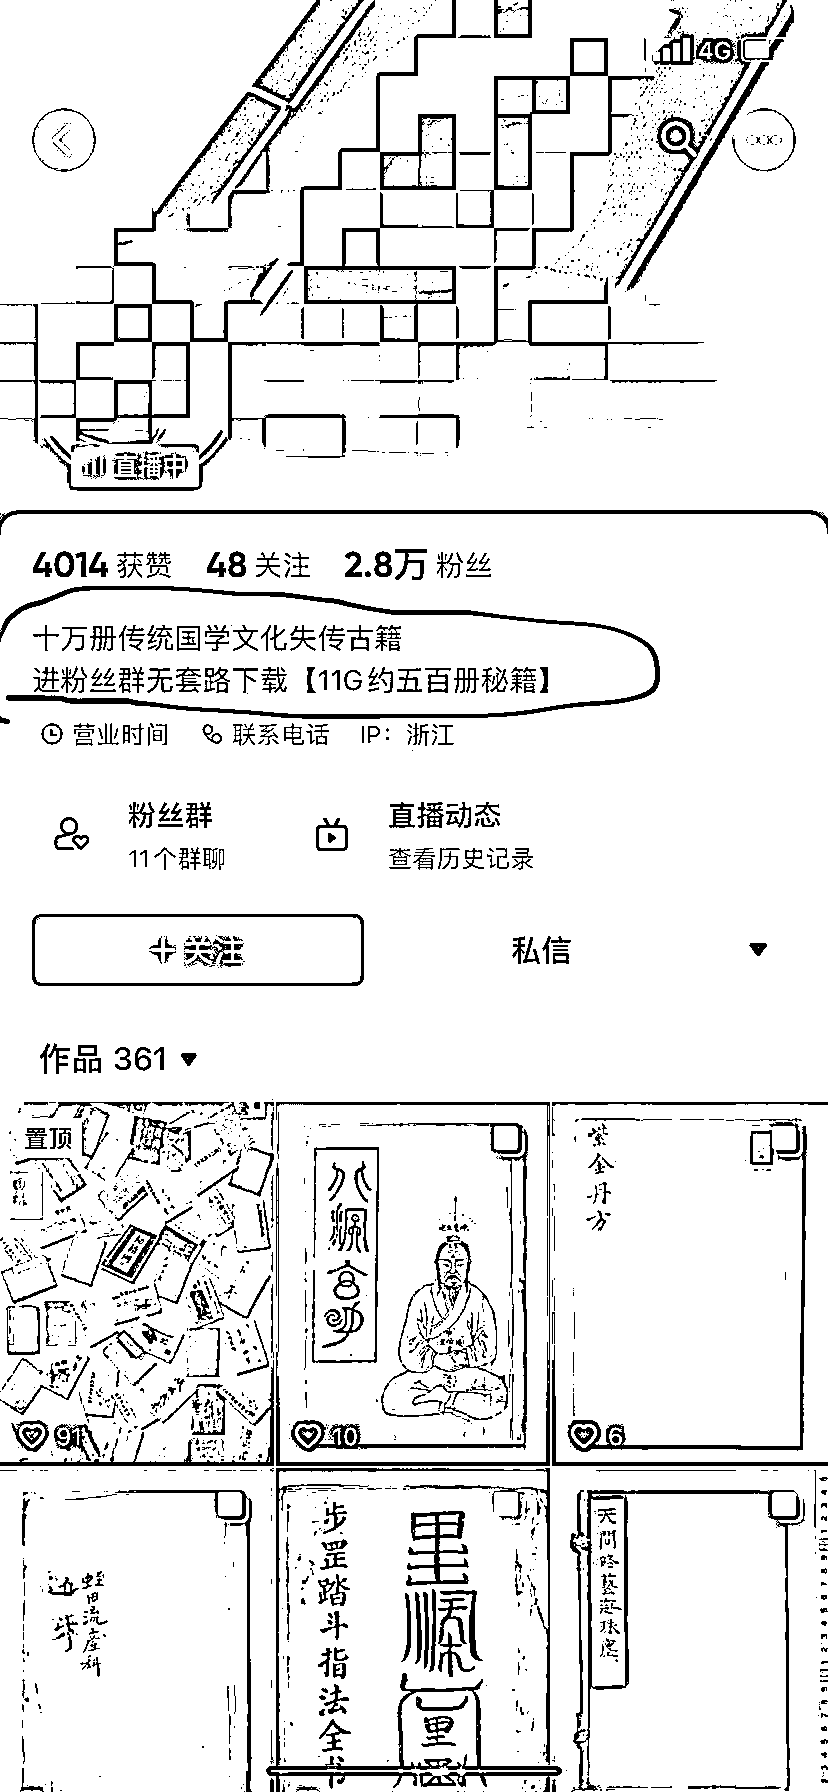 4G
直播中
4014 获赞 48 关注 2.8万 粉丝
十万册传统国学文化失传古籍
进粉丝群无套路下载【11G约五百册秘籍】
营业时间 联系电话 IP：浙江
粉丝群
11个群聊
直播动态
查看历史记录
+关注
私信
作品 361
置顶
91
10
紫金丹方
6
蛭田流產科
步罡踏斗指法全书